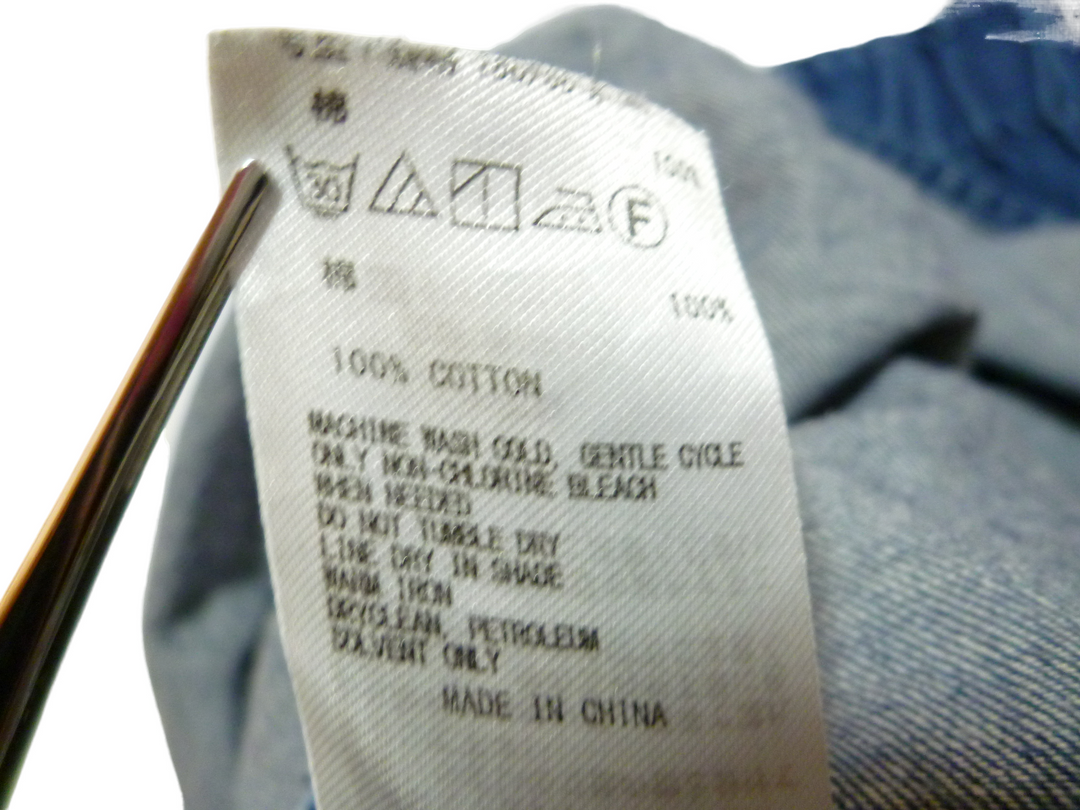 棉
100%
30
F
棉
100%
100% COTTON
MACHINE WASH COLD, GENTLE CYCLE
ONLY NON-CHLORINE BLEACH
WHEN NEEDED
DO NOT TUMBLE DRY
LINE DRY IN SHADE
WARM IRON
DRYCLEAN, PETROLEUM
SOLVENT ONLY
MADE IN CHINA